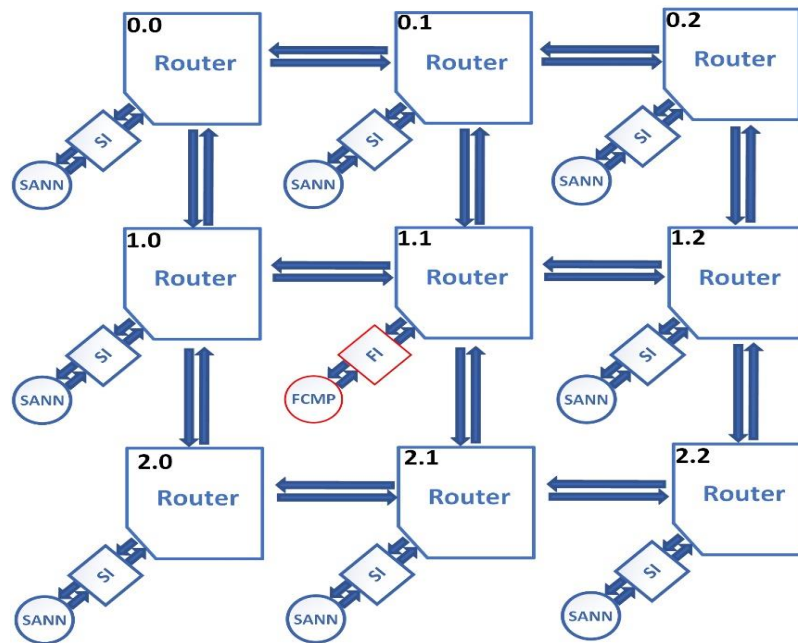 0.0
Router
SI
SANN
0.1
Router
SI
SANN
0.2
Router
SI
SANN
1.0
Router
SI
SANN
1.1
Router
FI
FCMP
1.2
Router
SI
SANN
2.0
Router
SI
SANN
2.1
Router
SI
SANN
2.2
Router
SI
SANN